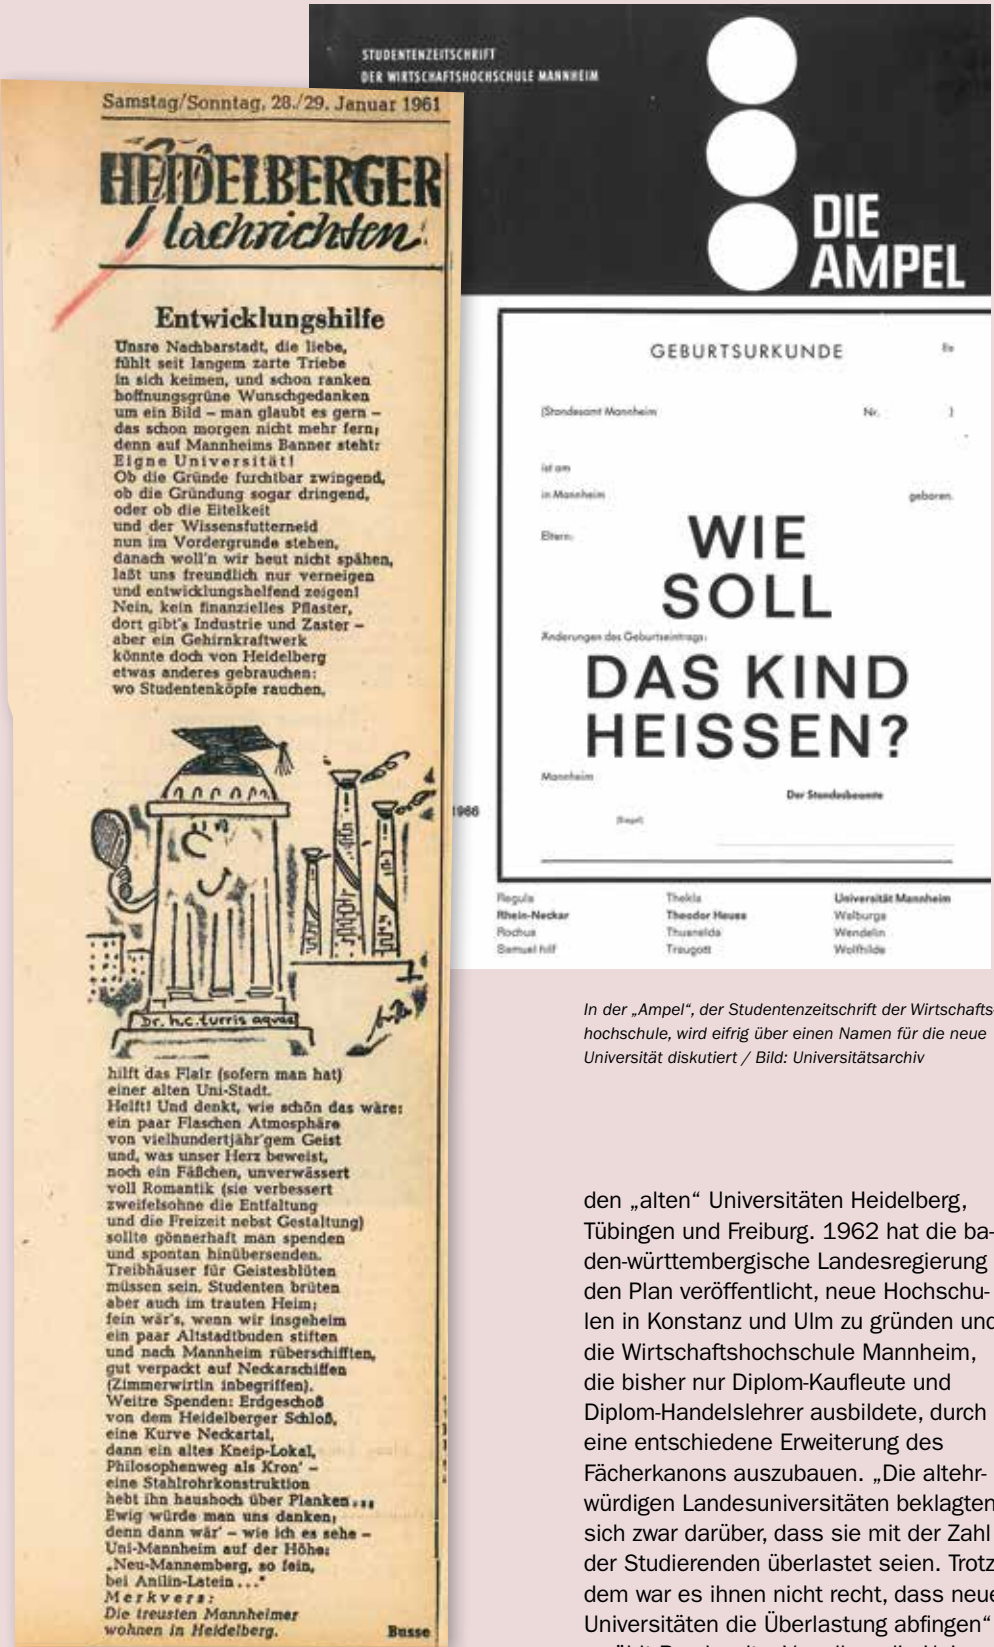 STUDENTENZEITSCHRIFT
DER WIRTSCHAFTSHOCHSCHULE MANNHEIM
DIE
AMPEL
Samstag/Sonntag, 28./29. Januar 1961
HEIDELBERGER
Nachrichten
Entwicklungshilfe
Unsre Nachbarstadt, die liebe,
fühlt seit langem zarte Triebe
in sich keimen, und schon ranken
hoffnungsgrüne Wunschgedanken
um ein Bild – man glaubt es gern –
das schon morgen nicht mehr fern;
denn auf Mannheims Banner steht:
Eigne Universität!
Ob die Gründe furchtbar zwingend,
ob die Gründung sogar dringend,
oder ob die Eitelkeit
und der Wissensfutterneid
nun im Vordergrunde stehen,
danach woll'n wir heut nicht spähen,
laßt uns freundlich nur verneigen
und entwicklungshelfend zeigen!
Nein, kein finanzielles Pflaster,
dort gibt's Industrie und Zaster –
aber ein Gehirnkraftwerk
könnte doch von Heidelberg
etwas anderes gebrauchen:
wo Studentenköpfe rauchen,
Dr. h.c. turris aquae
hilft das Flair (sofern man hat)
einer alten Uni-Stadt.
Helft! Und denkt, wie schön das wäre:
ein paar Flaschen Atmosphäre
von vielhundertjähr'gem Geist
und, was unser Herz beweist,
noch ein Fäßchen, unverwässert
voll Romantik (sie verbessert
zweifelsohne die Entfaltung
und die Freizeit nebst Gestaltung)
sollte gönnerhaft man spenden
und spontan hinübersenden.
Treibhäuser für Geistesblüten
müssen sein. Studenten brüten
aber auch im trauten Heim;
fein wär's, wenn wir insgeheim
ein paar Altstadtbuden stiften
und nach Mannheim rüberschifften,
gut verpackt auf Neckarschiffen
(Zimmerwirtin inbegriffen).
Weitre Spenden: Erdgeschoß
von dem Heidelberger Schloß,
eine Kurve Neckartal,
dann ein altes Kneip-Lokal,
Philosophenweg als Kron' –
eine Stahlrohrkonstruktion
hebt ihn haushoch über Planken...
Ewig würde man uns danken;
denn dann wär' – wie ich es sehe –
Uni-Mannheim auf der Höhe:
„Neu-Mannemberg, so fein,
bei Anilin-Latein..."
Merkvers:
Die treusten Mannheimer
wohnen in Heidelberg.
Busse
GEBURTSURKUNDE
(Standesamt Mannheim Nr. )
ist am
in Mannheim geboren.
Eltern:
WIE
SOLL
Änderungen des Geburtseintrags:
DAS KIND
HEISSEN?
Mannheim
Der Standesbeamte
(Siegel)
1966
Regula Thekla Universität Mannheim
Rhein-Neckar Theodor Heuss Walburga
Rochus Thusnelda Wendelin
Samuel hilf Traugott Wolfhilde
In der „Ampel“, der Studentenzeitschrift der Wirtschafts-
hochschule, wird eifrig über einen Namen für die neue
Universität diskutiert / Bild: Universitätsarchiv
den „alten“ Universitäten Heidelberg,
Tübingen und Freiburg. 1962 hat die ba-
den-württembergische Landesregierung
den Plan veröffentlicht, neue Hochschu-
len in Konstanz und Ulm zu gründen und
die Wirtschaftshochschule Mannheim,
die bisher nur Diplom-Kaufleute und
Diplom-Handelslehrer ausbildete, durch
eine entschiedene Erweiterung des
Fächerkanons auszubauen. „Die altehr-
würdigen Landesuniversitäten beklagten
sich zwar darüber, dass sie mit der Zahl
der Studierenden überlastet seien. Trotz-
dem war es ihnen nicht recht, dass neue
Universitäten die Überlastung abfingen“